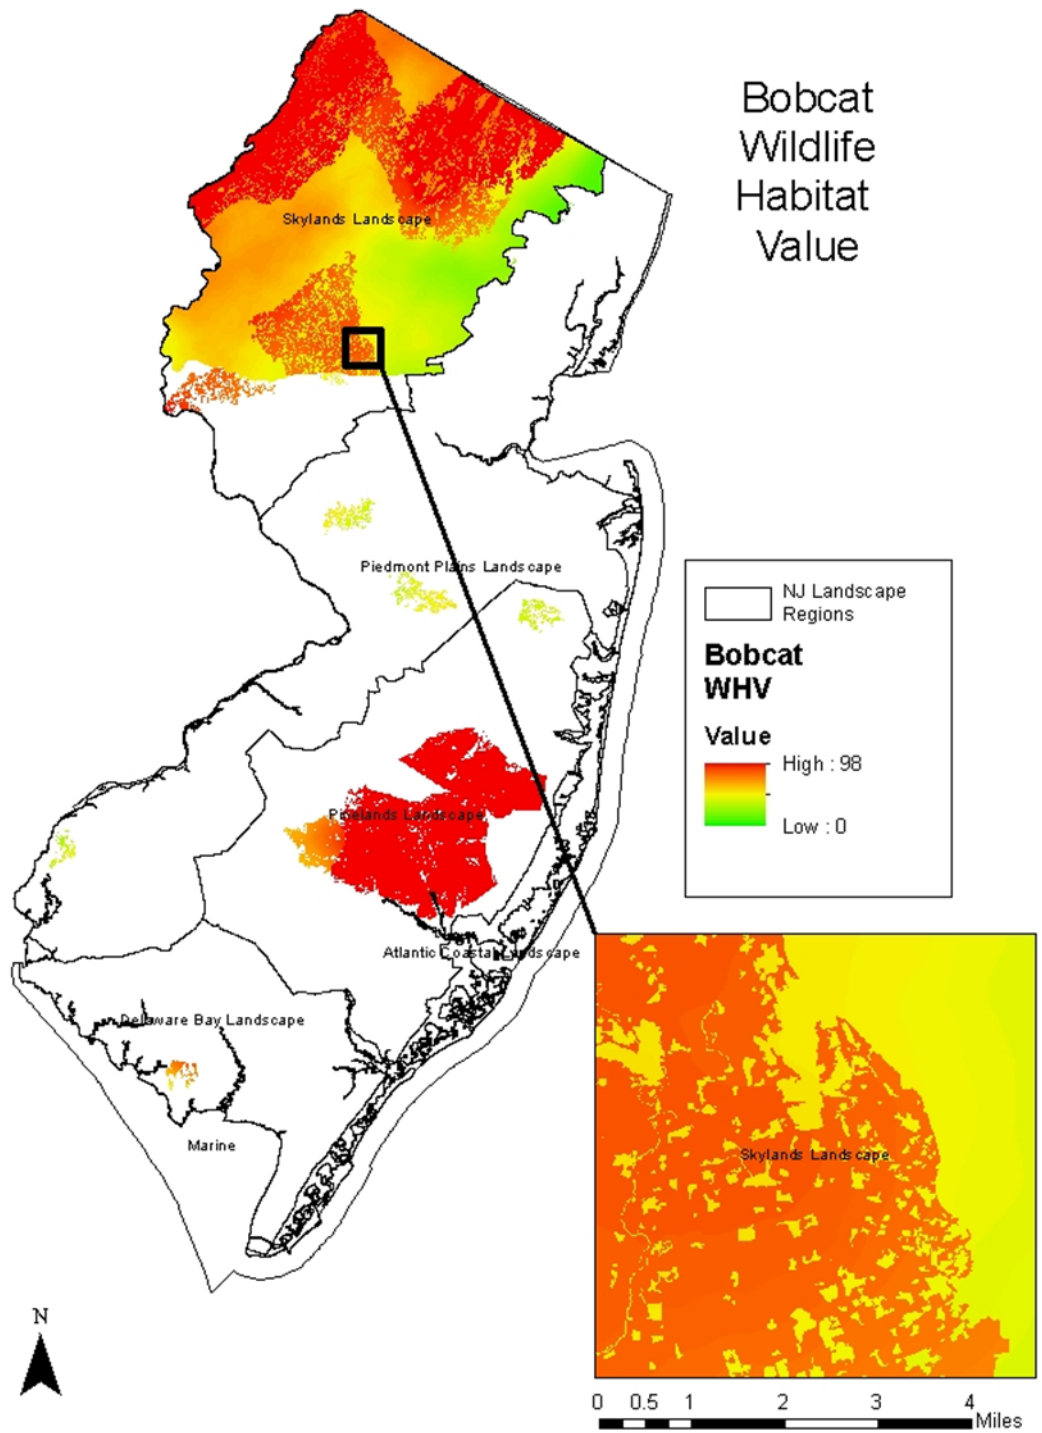 Bobcat
Wildlife
Habitat
Value
Skylands Landscape
Piedmont Plains Landscape
NJ Landscape
Regions
Bobcat
WHV
Value
High : 98
Low : 0
Pinelands Landscape
Atlantic Coastal Landscape
Delaware Bay Landscape
Marine
Skylands Landscape
N
0 0.5 1 2 3 4
Miles